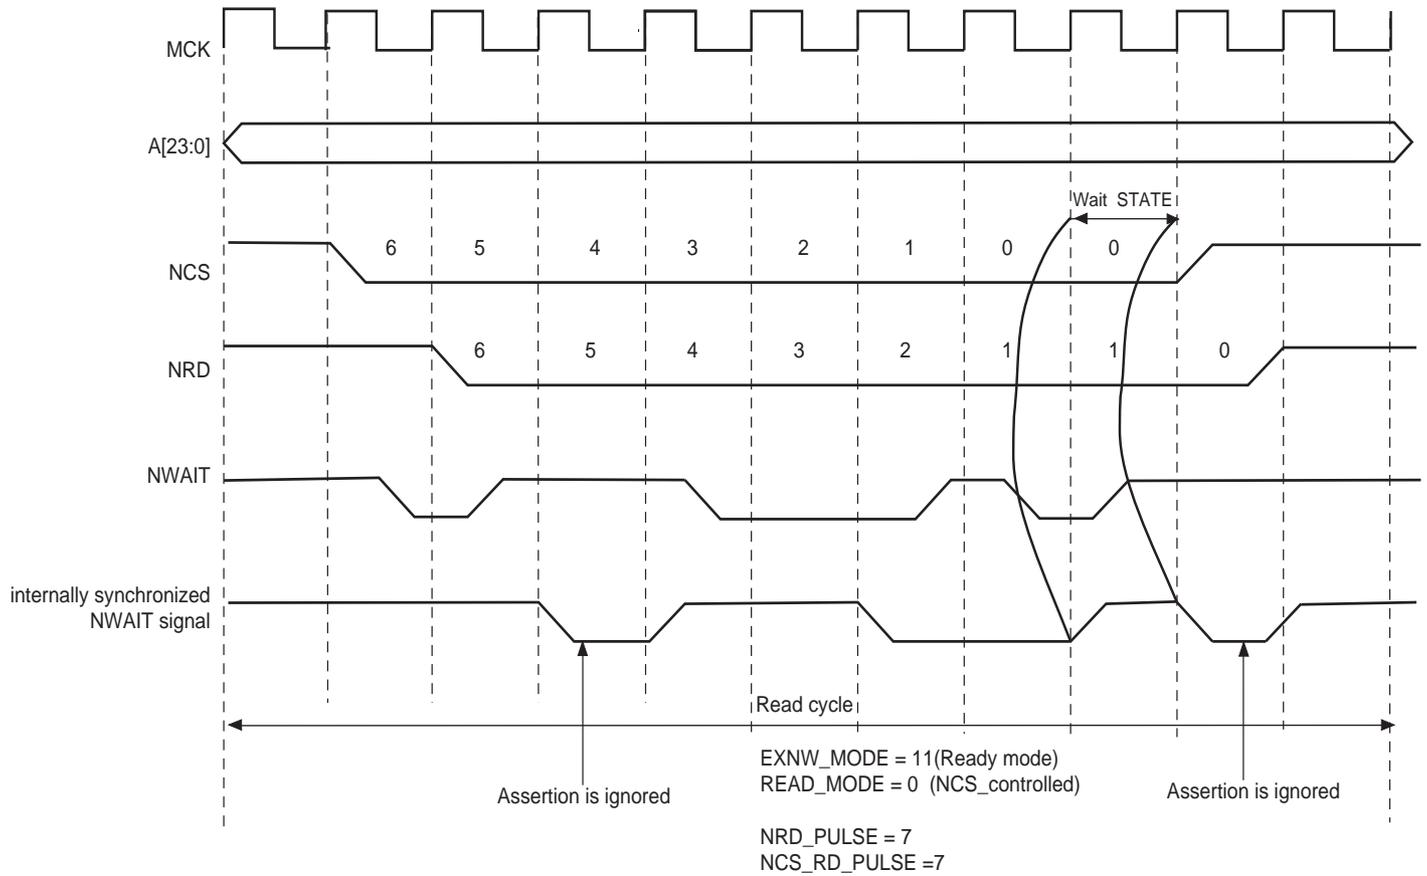 MCK
A[23:0]
Wait STATE
NCS
6 5 4 3 2 1 0 0
NRD
6 5 4 3 2 1 1 0
NWAIT
internally synchronized
NWAIT signal
Read cycle
EXNW_MODE = 11(Ready mode)
READ_MODE = 0 (NCS_controlled)
Assertion is ignored
Assertion is ignored
NRD_PULSE = 7
NCS_RD_PULSE =7